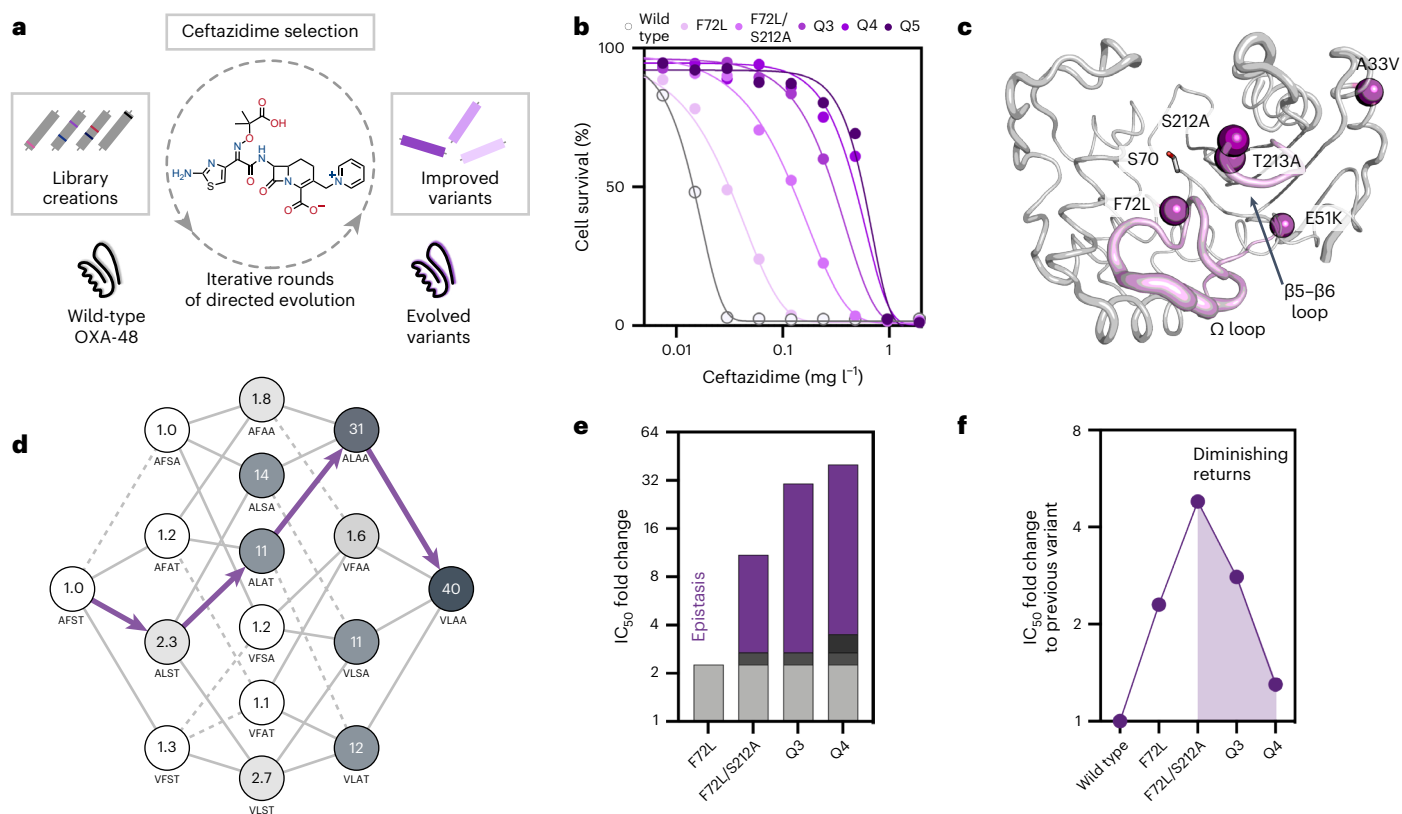 a
Ceftazidime selection
Library
creations
Improved
variants
O
OH
O
N
H₂N
N
S
H
N
O
O
N
N
+
O
O−
Iterative rounds
of directed evolution
Wild-type
OXA-48
Evolved
variants
b
Wild
type
F72L
F72L/
S212A
Q3
Q4
Q5
Cell survival (%)
100
50
0
0.01
0.1
1
Ceftazidime (mg l⁻¹)
c
A33V
S212A
S70
T213A
F72L
E51K
β5–β6
loop
Ω loop
d
1.0
AFST
1.0
AFSA
1.2
AFAT
2.3
ALST
1.3
VFST
1.8
AFAA
14
ALSA
11
ALAT
1.2
VFSA
1.1
VFAT
2.7
VLST
31
ALAA
1.6
VFAA
11
VLSA
12
VLAT
40
VLAA
e
IC₅₀ fold change
64
32
16
8
4
2
1
Epistasis
F72L
F72L/S212A
Q3
Q4
f
IC₅₀ fold change
to previous variant
8
4
2
1
Diminishing
returns
Wild type
F72L
F72L/S212A
Q3
Q4